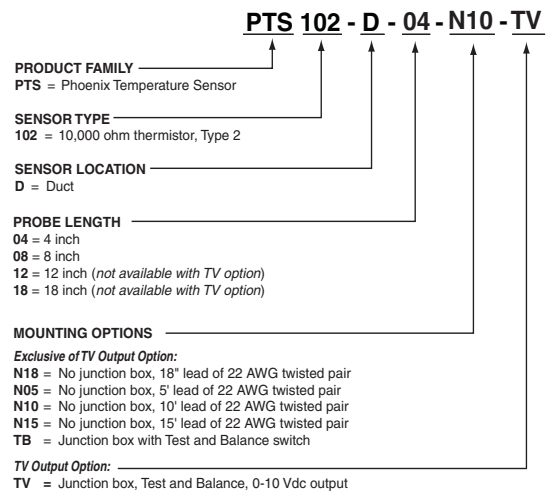 PTS 102 - D - 04 - N10 - TV
PRODUCT FAMILY
PTS = Phoenix Temperature Sensor
SENSOR TYPE
102 = 10,000 ohm thermistor, Type 2
SENSOR LOCATION
D = Duct
PROBE LENGTH
04 = 4 inch
08 = 8 inch
12 = 12 inch (not available with TV option)
18 = 18 inch (not available with TV option)
MOUNTING OPTIONS
Exclusive of TV Output Option:
N18 = No junction box, 18" lead of 22 AWG twisted pair
N05 = No junction box, 5' lead of 22 AWG twisted pair
N10 = No junction box, 10' lead of 22 AWG twisted pair
N15 = No junction box, 15' lead of 22 AWG twisted pair
TB = Junction box with Test and Balance switch
TV Output Option:
TV = Junction box, Test and Balance, 0-10 Vdc output